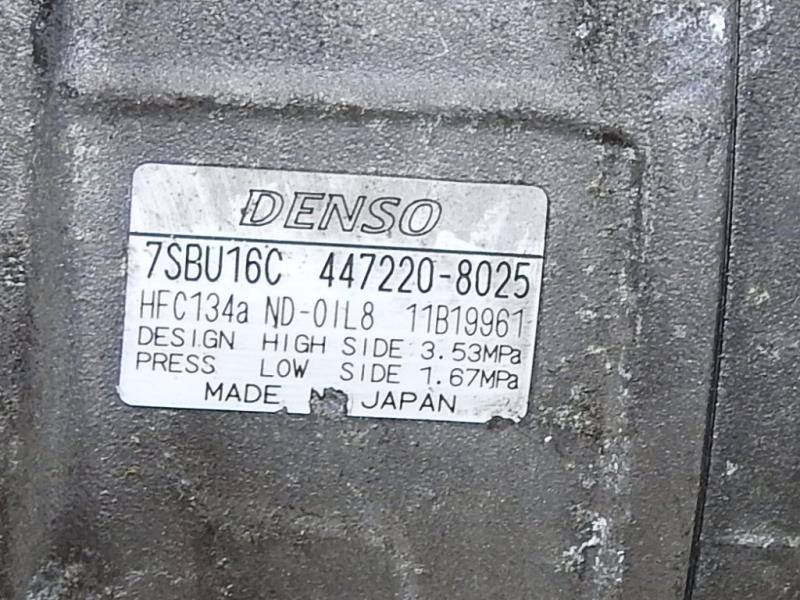 DENSO
7SBU16C 447220-8025
HFC134a ND-OIL8 11B19961
DESIGN HIGH SIDE 3.53MPa
PRESS LOW SIDE 1.67MPa
MADE JAPAN